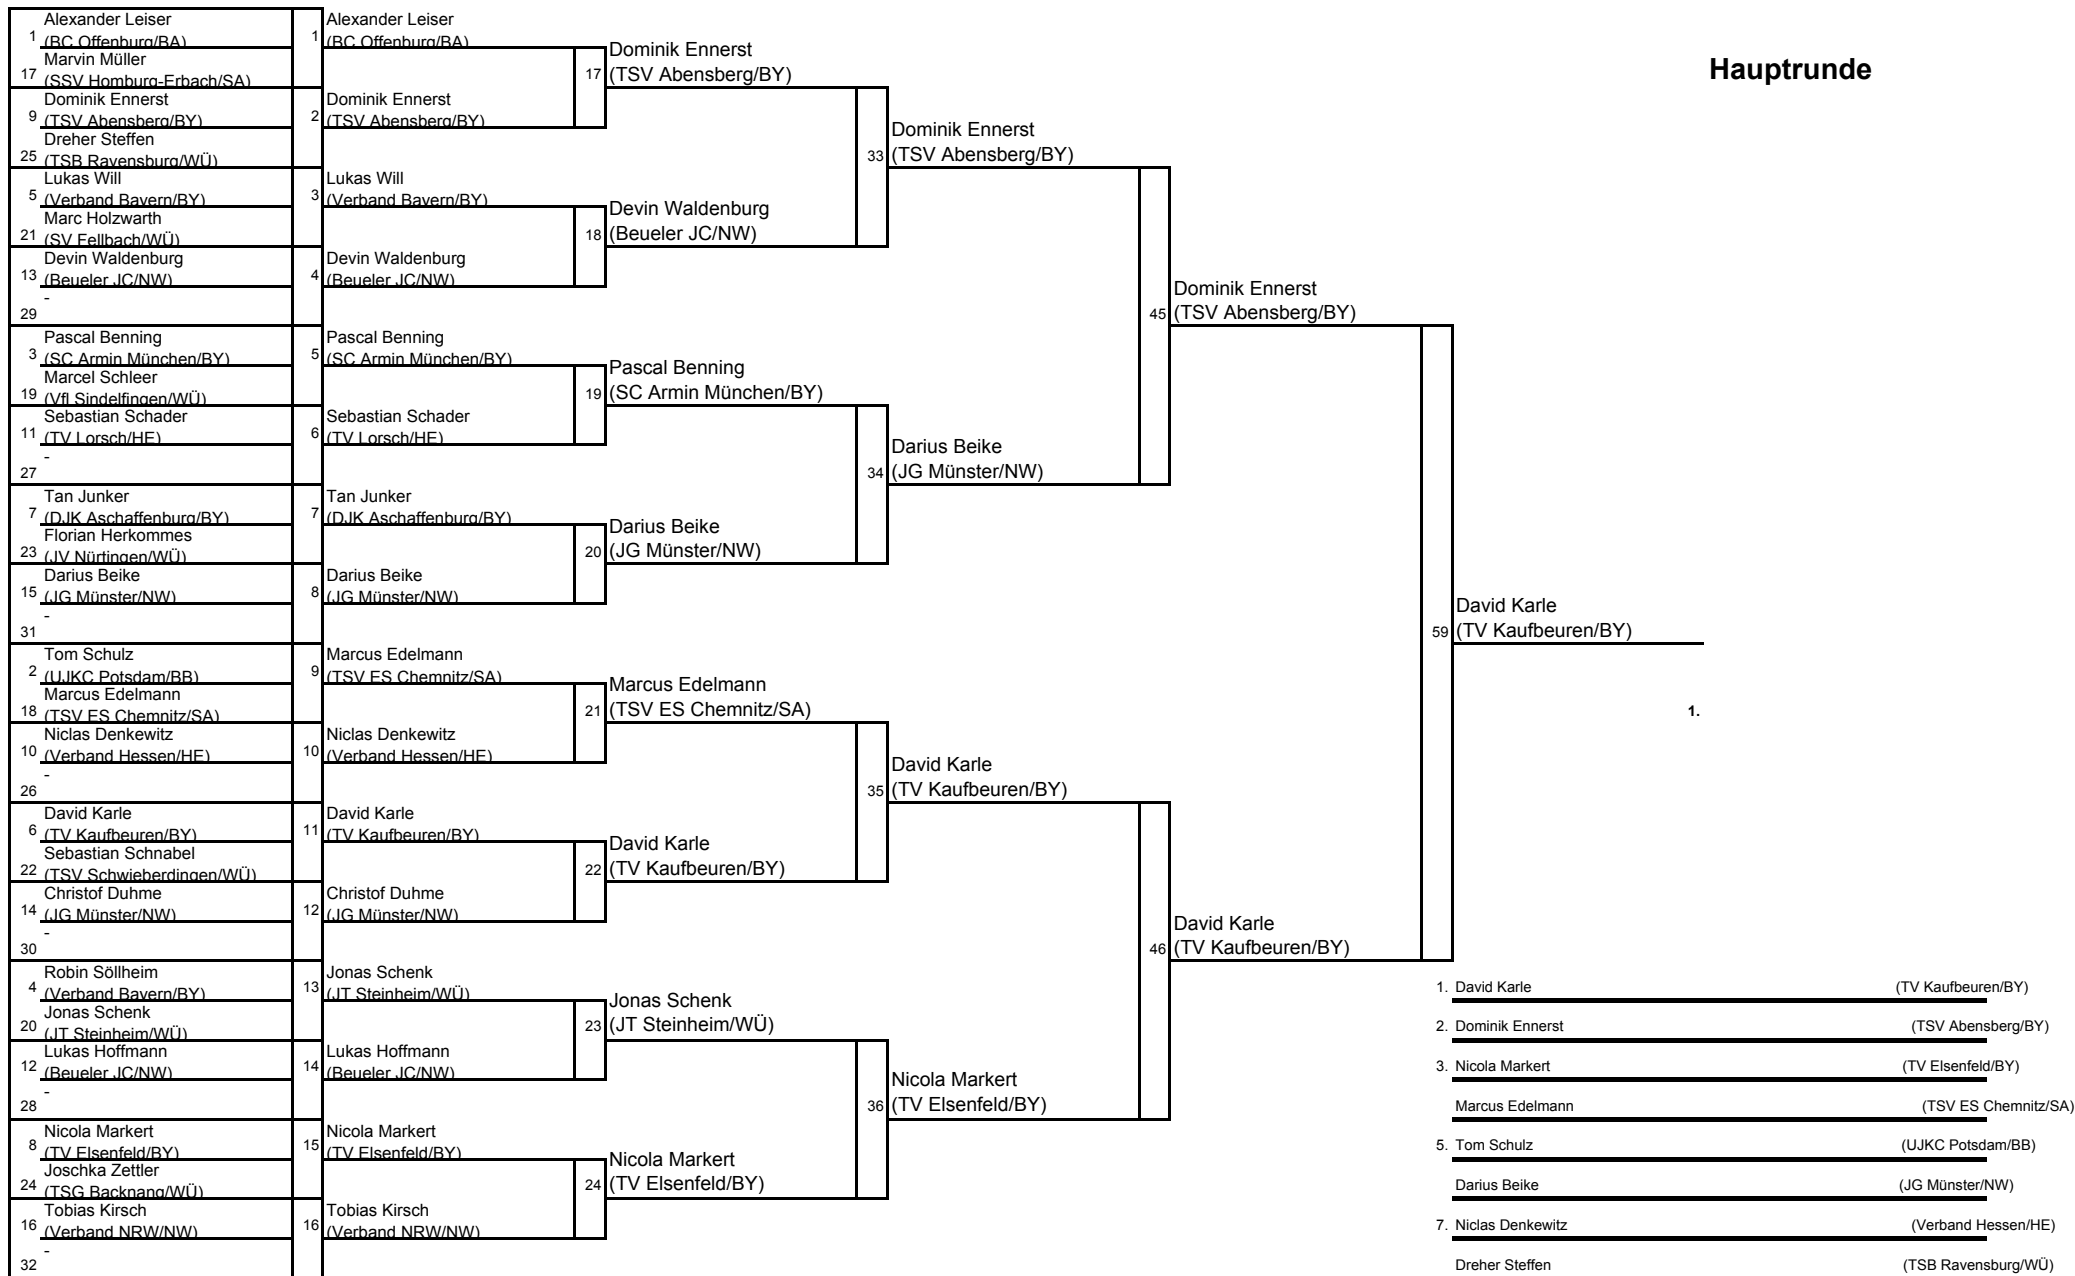 Hauptrunde
1
Alexander Leiser
(BC Offenburg/BA)
17
Marvin Müller
(SSV Homburg-Erbach/SA)
9
Dominik Ennerst
(TSV Abensberg/BY)
25
Dreher Steffen
(TSB Ravensburg/WÜ)
5
Lukas Will
(Verband Bayern/BY)
21
Marc Holzwarth
(SV Fellbach/WÜ)
13
Devin Waldenburg
(Beueler JC/NW)
29
-
3
Pascal Benning
(SC Armin München/BY)
19
Marcel Schleer
(Vfl Sindelfingen/WÜ)
11
Sebastian Schader
(TV Lorsch/HE)
27
-
7
Tan Junker
(DJK Aschaffenburg/BY)
23
Florian Herkommes
(JV Nürtingen/WÜ)
15
Darius Beike
(JG Münster/NW)
31
-
2
Tom Schulz
(UJKC Potsdam/BB)
18
Marcus Edelmann
(TSV ES Chemnitz/SA)
10
Niclas Denkewitz
(Verband Hessen/HE)
26
-
6
David Karle
(TV Kaufbeuren/BY)
22
Sebastian Schnabel
(TSV Schwieberdingen/WÜ)
14
Christof Duhme
(JG Münster/NW)
30
-
4
Robin Söllheim
(Verband Bayern/BY)
20
Jonas Schenk
(JT Steinheim/WÜ)
12
Lukas Hoffmann
(Beueler JC/NW)
28
-
8
Nicola Markert
(TV Elsenfeld/BY)
24
Joschka Zettler
(TSG Backnang/WÜ)
16
Tobias Kirsch
(Verband NRW/NW)
32
-
1
Alexander Leiser
(BC Offenburg/BA)
2
Dominik Ennerst
(TSV Abensberg/BY)
3
Lukas Will
(Verband Bayern/BY)
4
Devin Waldenburg
(Beueler JC/NW)
5
Pascal Benning
(SC Armin München/BY)
6
Sebastian Schader
(TV Lorsch/HE)
7
Tan Junker
(DJK Aschaffenburg/BY)
8
Darius Beike
(JG Münster/NW)
9
Marcus Edelmann
(TSV ES Chemnitz/SA)
10
Niclas Denkewitz
(Verband Hessen/HE)
11
David Karle
(TV Kaufbeuren/BY)
12
Christof Duhme
(JG Münster/NW)
13
Jonas Schenk
(JT Steinheim/WÜ)
14
Lukas Hoffmann
(Beueler JC/NW)
15
Nicola Markert
(TV Elsenfeld/BY)
16
Tobias Kirsch
(Verband NRW/NW)
17
Dominik Ennerst
(TSV Abensberg/BY)
18
Devin Waldenburg
(Beueler JC/NW)
19
Pascal Benning
(SC Armin München/BY)
20
Darius Beike
(JG Münster/NW)
21
Marcus Edelmann
(TSV ES Chemnitz/SA)
22
David Karle
(TV Kaufbeuren/BY)
23
Jonas Schenk
(JT Steinheim/WÜ)
24
Nicola Markert
(TV Elsenfeld/BY)
33
Dominik Ennerst
(TSV Abensberg/BY)
34
Darius Beike
(JG Münster/NW)
35
David Karle
(TV Kaufbeuren/BY)
36
Nicola Markert
(TV Elsenfeld/BY)
45
Dominik Ennerst
(TSV Abensberg/BY)
46
David Karle
(TV Kaufbeuren/BY)
59
David Karle
(TV Kaufbeuren/BY)
1.
1. David Karle (TV Kaufbeuren/BY)
2. Dominik Ennerst (TSV Abensberg/BY)
3. Nicola Markert (TV Elsenfeld/BY)
Marcus Edelmann (TSV ES Chemnitz/SA)
5. Tom Schulz (UJKC Potsdam/BB)
Darius Beike (JG Münster/NW)
7. Niclas Denkewitz (Verband Hessen/HE)
Dreher Steffen (TSB Ravensburg/WÜ)